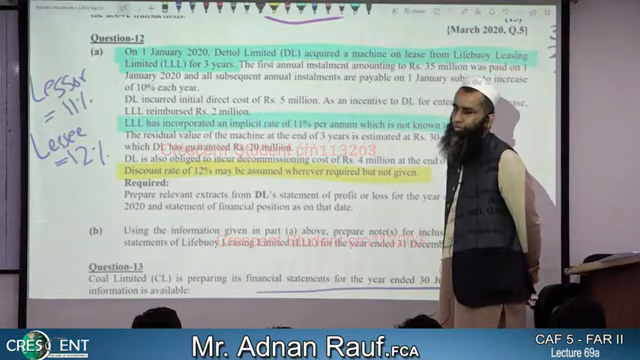 the above transactions.
{March 2020, Q.5}
Question-12
(a) On 1 January 2020, Dettol Limited (DL) acquired a machine on lease from Lifebuoy Leasing
Limited (LLL) for 3 years. The first annual instalment amounting to Rs. 35 million was paid on 1
January 2020 and all subsequent annual instalments are payable on 1 January subject to increase
of 10% each year.
DL incurred initial direct cost of Rs. 5 million. As an incentive to DL for ente
LLL reimbursed Rs. 2 million.
LLL has incorporated an implicit rate of 11% per annum which is not known
The residual value of the machine at the end of 3 years is estimated at Rs. 30
which DL has guaranteed Rs. 20 million.
Crescent Student cm113203
DL is also obliged to incur decommissioning cost of Rs. 4 million at the end o
Discount rate of 12% may be assumed wherever required but not given.
Required:
Prepare relevant extracts from DL's statement of profit or loss for the year e
2020 and statement of financial position as on that date.
(b) Using the information given in part (a) above, prepare note(s) for inclus
statements of Lifebuoy Leasing Limited (LLL) for the year ended 31 Decemb
Question-13
Coal Limited (CL) is preparing its financial statements for the year ended 30 Ju
information is available:
Lessor
= 11%
Lessee
= 12%
CRESCENT
Mr. Adnan Rauf.FCA
CAF 5 - FAR II
Lecture 69a